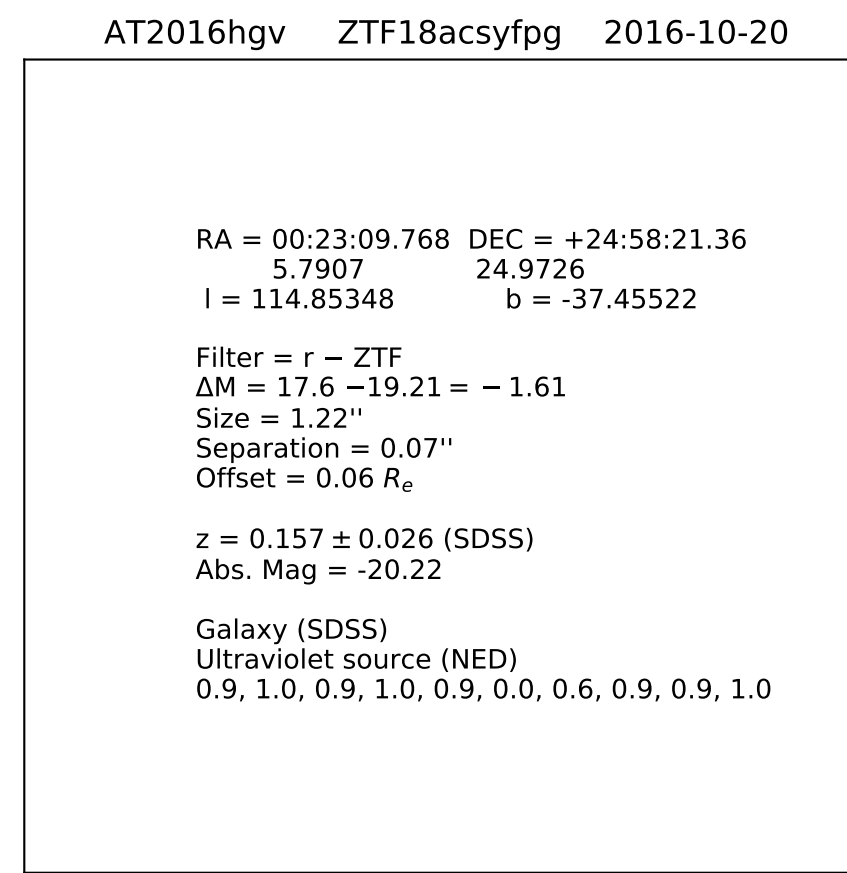 AT2016hgv ZTF18acsyfpg 2016-10-20
RA = 00:23:09.768 DEC = +24:58:21.36
5.7907 24.9726
l = 114.85348 b = -37.45522
Filter = r − ZTF
ΔM = 17.6 −19.21 = − 1.61
Size = 1.22''
Separation = 0.07''
Offset = 0.06 Re
z = 0.157 ± 0.026 (SDSS)
Abs. Mag = -20.22
Galaxy (SDSS)
Ultraviolet source (NED)
0.9, 1.0, 0.9, 1.0, 0.9, 0.0, 0.6, 0.9, 0.9, 1.0